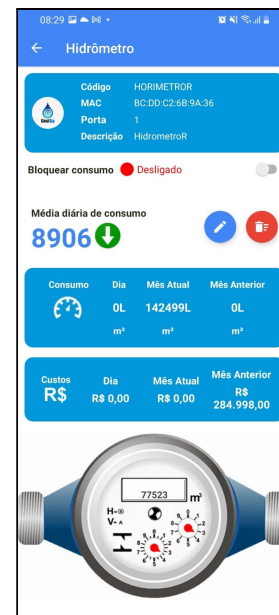 08:29
Hidrômetro
Código HORIMETROR
MAC BC:DD:C2:6B:9A:36
Porta 1
Descrição HidrometroR
Bloquear consumo Desligado
Média diária de consumo
8906
Consumo Dia Mês Atual Mês Anterior
0L 142499L 0L
m³ m³ m³
Custos Dia Mês Atual Mês Anterior
R$ R$ 0,00 R$ 0,00 R$ 284.998,00
77523 m³
H-B
V-A